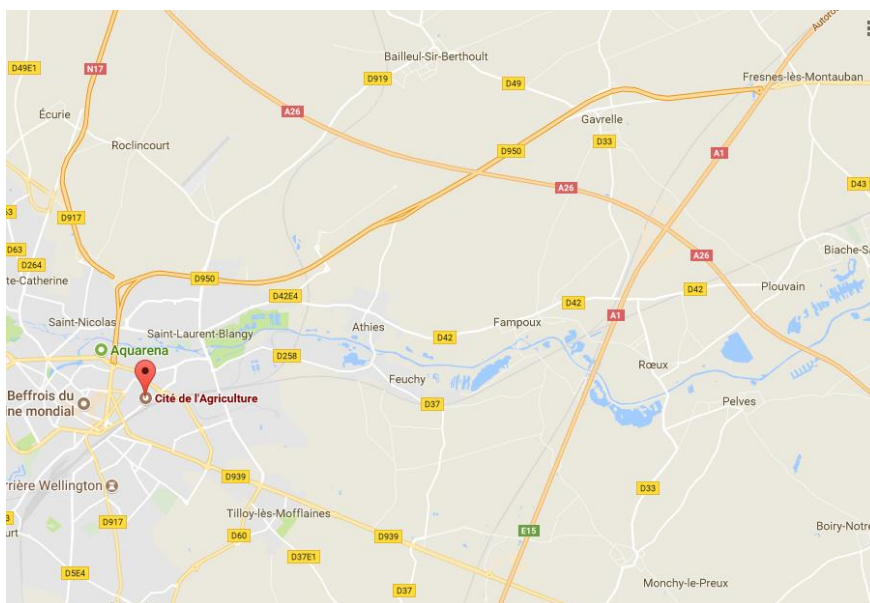 Autoro
Bailleul-Sir-Berthoult
D49E1
N17
D919
D49
Fresnes-lès-Montauban
Écurie
A26
Gavrelle
Roclincourt
D33
D950
A1
A26
D43
D917
D63
D264
te-Catherine
D950
Biache-Sa
A26
D42E4
D42
D42
Plouvain
Saint-Nicolas
Saint-Laurent-Blangy
Athies
Fampoux
A1
D42
Aquarena
D258
Rœux
Feuchy
Beffrois du
ne mondial
Cité de l'Agriculture
D37
Pelves
rrière Wellington
D939
D33
Tilloy-lès-Mofflaines
D917
D60
D939
E15
Boiry-Notre
urt
D37E1
D5E4
D37
Monchy-le-Preux